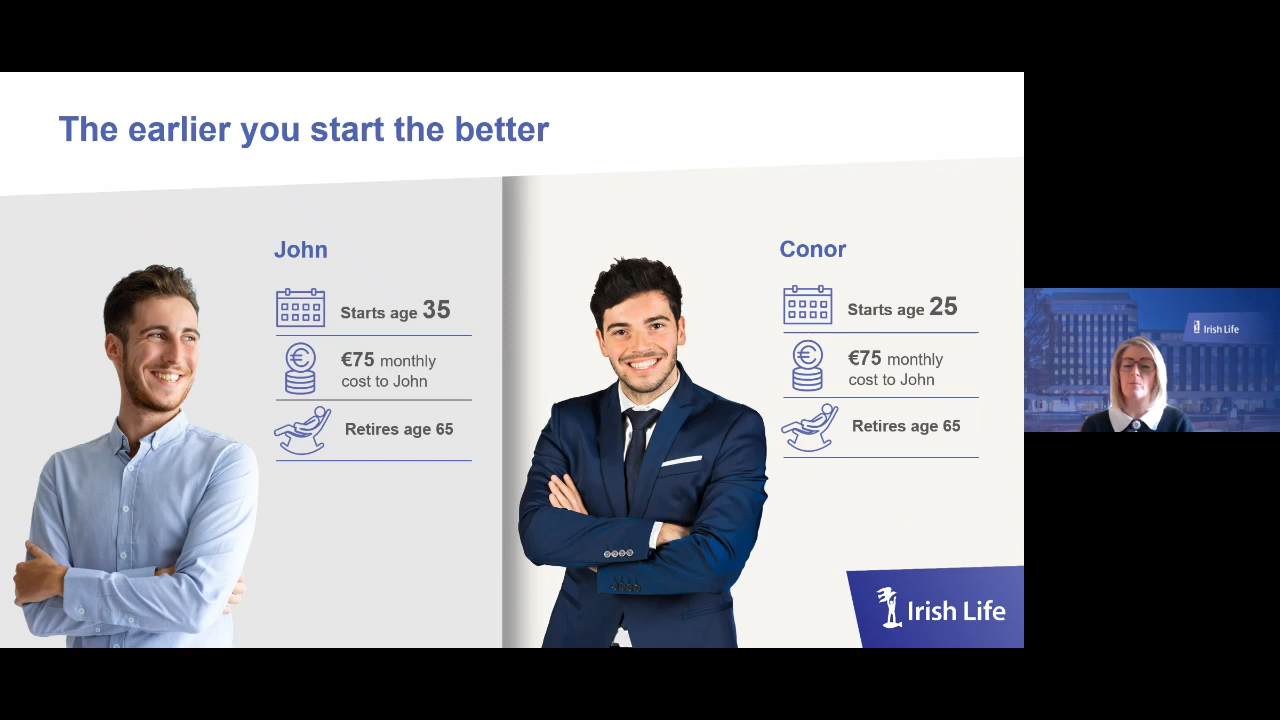 The earlier you start the better
John
Starts age 35
€75 monthly
cost to John
Retires age 65
Conor
Starts age 25
€75 monthly
cost to John
Retires age 65
Irish Life
Irish Life